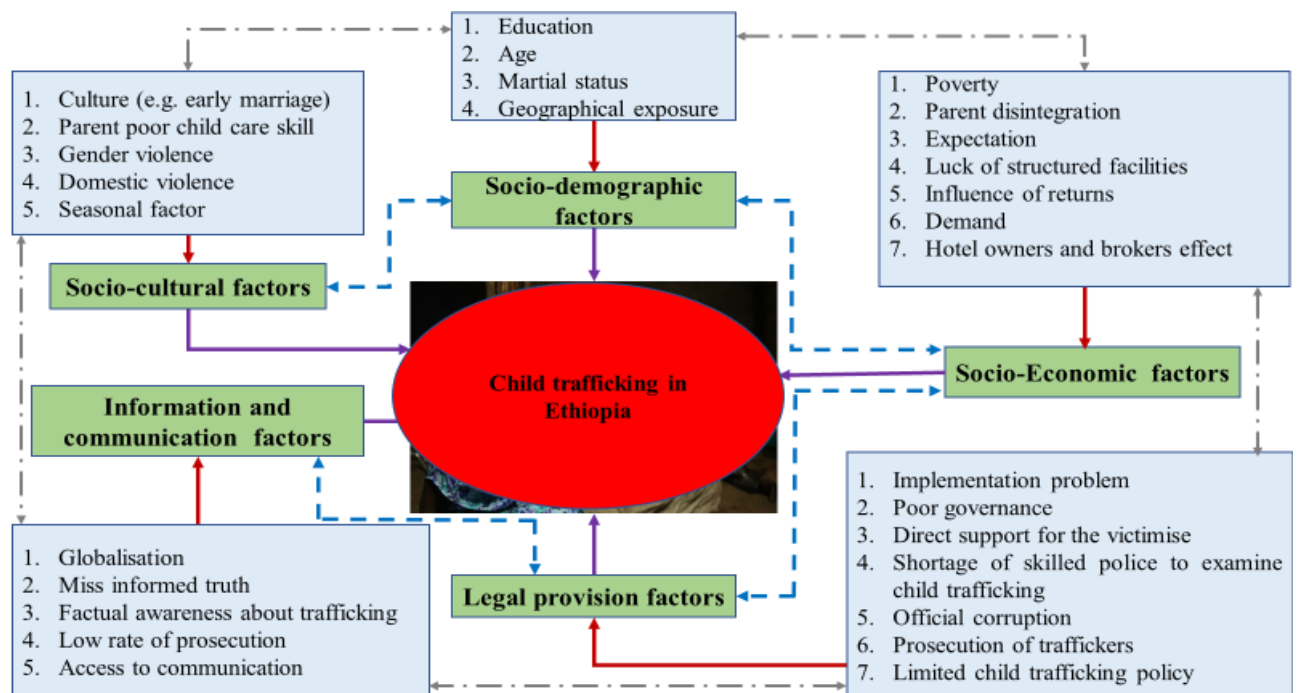 1. Education
2. Age
3. Martial status
4. Geographical exposure
1. Culture (e.g. early marriage)
2. Parent poor child care skill
3. Gender violence
4. Domestic violence
5. Seasonal factor
1. Poverty
2. Parent disintegration
3. Expectation
4. Luck of structured facilities
5. Influence of returns
6. Demand
7. Hotel owners and brokers effect
Socio-demographic
factors
Socio-cultural factors
Socio-Economic factors
Child trafficking in
Ethiopia
Information and
communication factors
Legal provision factors
1. Globalisation
2. Miss informed truth
3. Factual awareness about trafficking
4. Low rate of prosecution
5. Access to communication
1. Implementation problem
2. Poor governance
3. Direct support for the victimise
4. Shortage of skilled police to examine
child trafficking
5. Official corruption
6. Prosecution of traffickers
7. Limited child trafficking policy